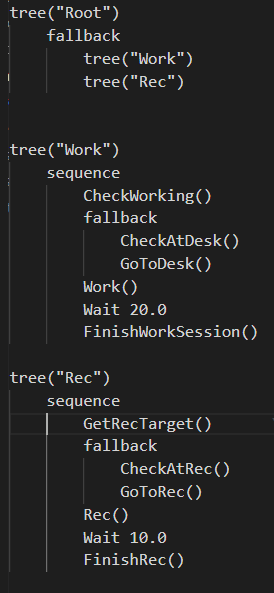 tree("Root")
    fallback
        tree("Work")
        tree("Rec")
tree("Work")
    sequence
        CheckWorking()
        fallback
            CheckAtDesk()
            GoToDesk()
        Work()
        Wait 20.0
        FinishWorkSession()
tree("Rec")
    sequence
        GetRecTarget()
        fallback
            CheckAtRec()
            GoToRec()
        Rec()
        Wait 10.0
        FinishRec()